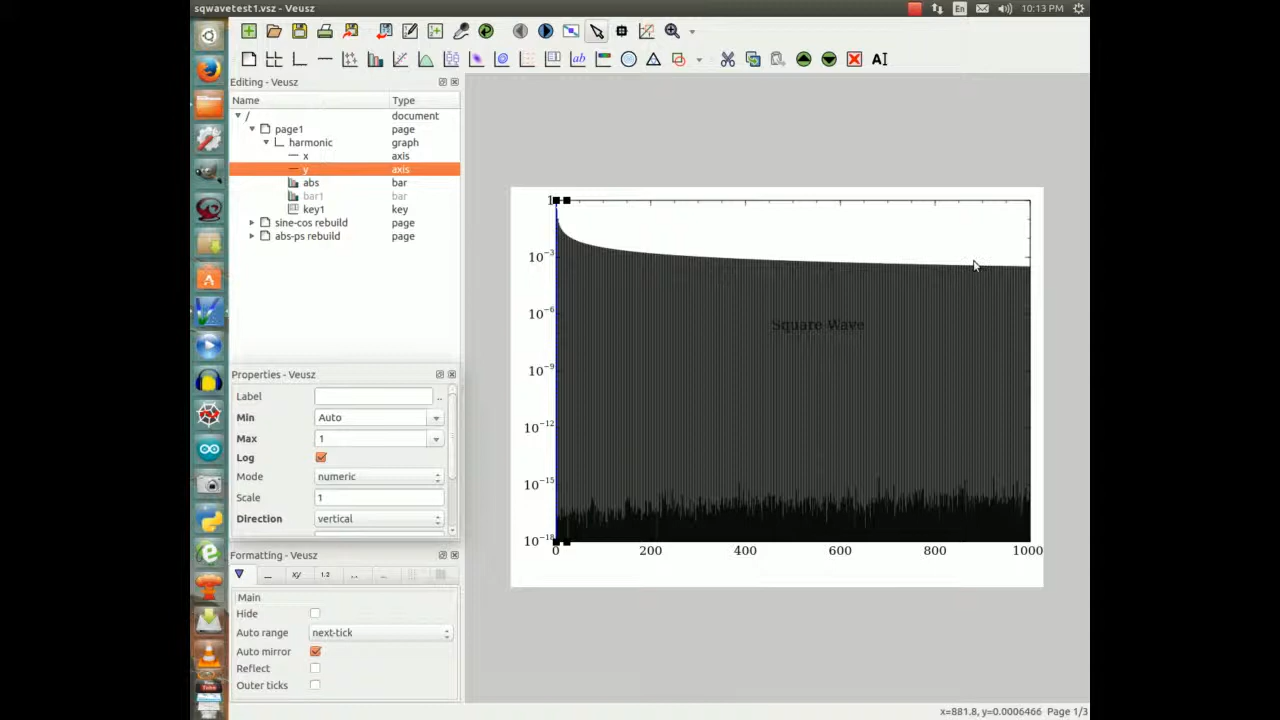 sqwavetest1.vsz - Veusz
En
10:13 PM
Editing - Veusz
Name Type
/ document
page1 page
harmonic graph
x axis
y axis
abs bar
bar1 bar
key1 key
sine-cos rebuild page
abs-ps rebuild page
Properties - Veusz
Label
Min Auto
Max 1
Log
Mode numeric
Scale 1
Direction vertical
Formatting - Veusz
Main
Hide
Auto range next-tick
Auto mirror
Reflect
Outer ticks
1
10⁻³
10⁻⁶
10⁻⁹
10⁻¹²
10⁻¹⁵
10⁻¹⁸
Square Wave
0 200 400 600 800 1000
x=881.8, y=0.0006466 Page 1/3